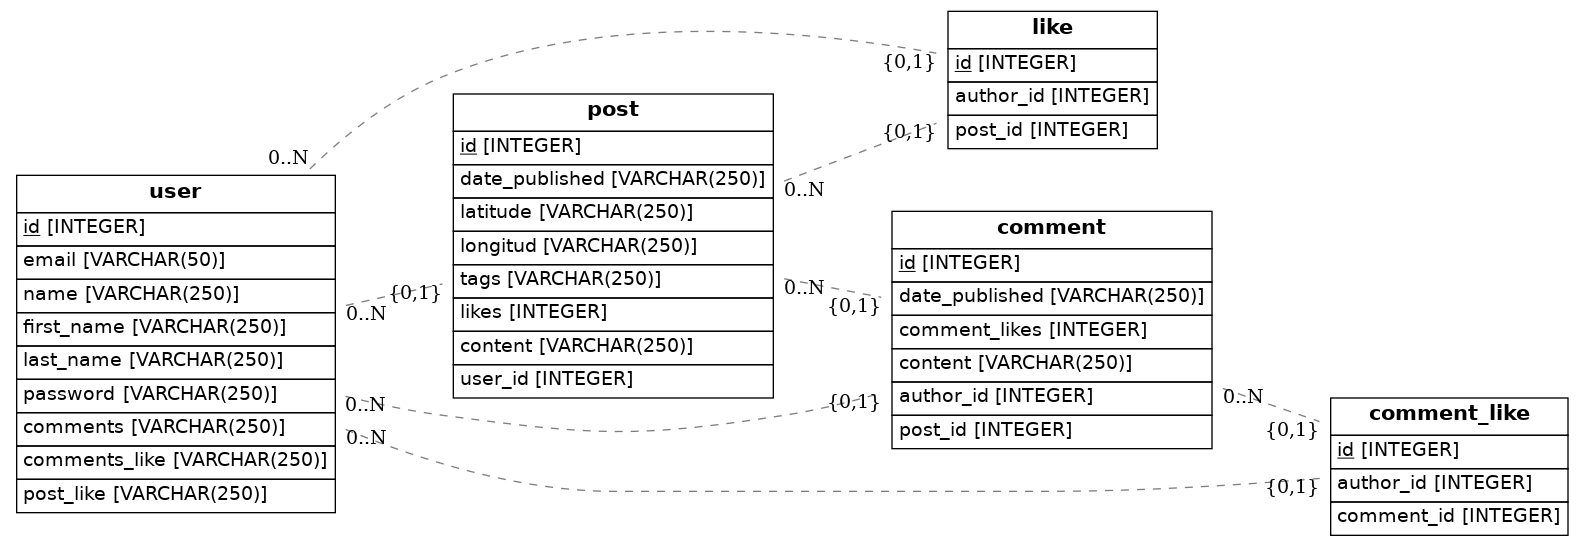 like
id [INTEGER]
author_id [INTEGER]
post_id [INTEGER]
{0,1}
{0,1}
0..N
0..N
post
id [INTEGER]
date_published [VARCHAR(250)]
latitude [VARCHAR(250)]
longitud [VARCHAR(250)]
tags [VARCHAR(250)]
likes [INTEGER]
content [VARCHAR(250)]
user_id [INTEGER]
user
id [INTEGER]
email [VARCHAR(50)]
name [VARCHAR(250)]
first_name [VARCHAR(250)]
last_name [VARCHAR(250)]
password [VARCHAR(250)]
comments [VARCHAR(250)]
comments_like [VARCHAR(250)]
post_like [VARCHAR(250)]
0..N
{0,1}
0..N
{0,1}
0..N
{0,1}
0..N
comment
id [INTEGER]
date_published [VARCHAR(250)]
comment_likes [INTEGER]
content [VARCHAR(250)]
author_id [INTEGER]
post_id [INTEGER]
0..N
{0,1}
{0,1}
comment_like
id [INTEGER]
author_id [INTEGER]
comment_id [INTEGER]